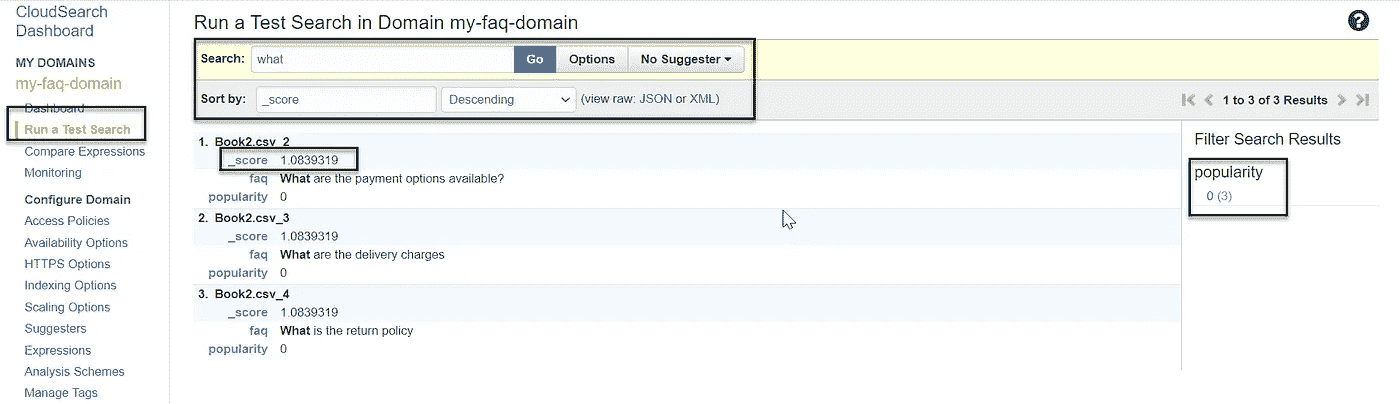 CloudSearch
Dashboard
MY DOMAINS
my-faq-domain
Dashboard
Run a Test Search
Compare Expressions
Monitoring
Configure Domain
Access Policies
Availability Options
HTTPS Options
Indexing Options
Scaling Options
Suggesters
Expressions
Analysis Schemes
Manage Tags
Run a Test Search in Domain my-faq-domain
?
Search: what Go Options No Suggester
Sort by: _score Descending (view raw: JSON or XML)
1 to 3 of 3 Results
1. Book2.csv_2
_score 1.0839319
faq What are the payment options available?
popularity 0
2. Book2.csv_3
_score 1.0839319
faq What are the delivery charges
popularity 0
3. Book2.csv_4
_score 1.0839319
faq What is the return policy
popularity 0
Filter Search Results
popularity
0 (3)